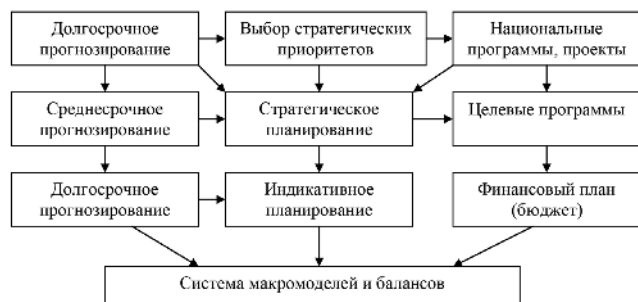 Долгосрочное
прогнозирование
Выбор стратегических
приоритетов
Национальные
программы, проекты
Среднесрочное
прогнозирование
Стратегическое
планирование
Целевые программы
Долгосрочное
прогнозирование
Индикативное
планирование
Финансовый план
(бюджет)
Система макромоделей и балансов